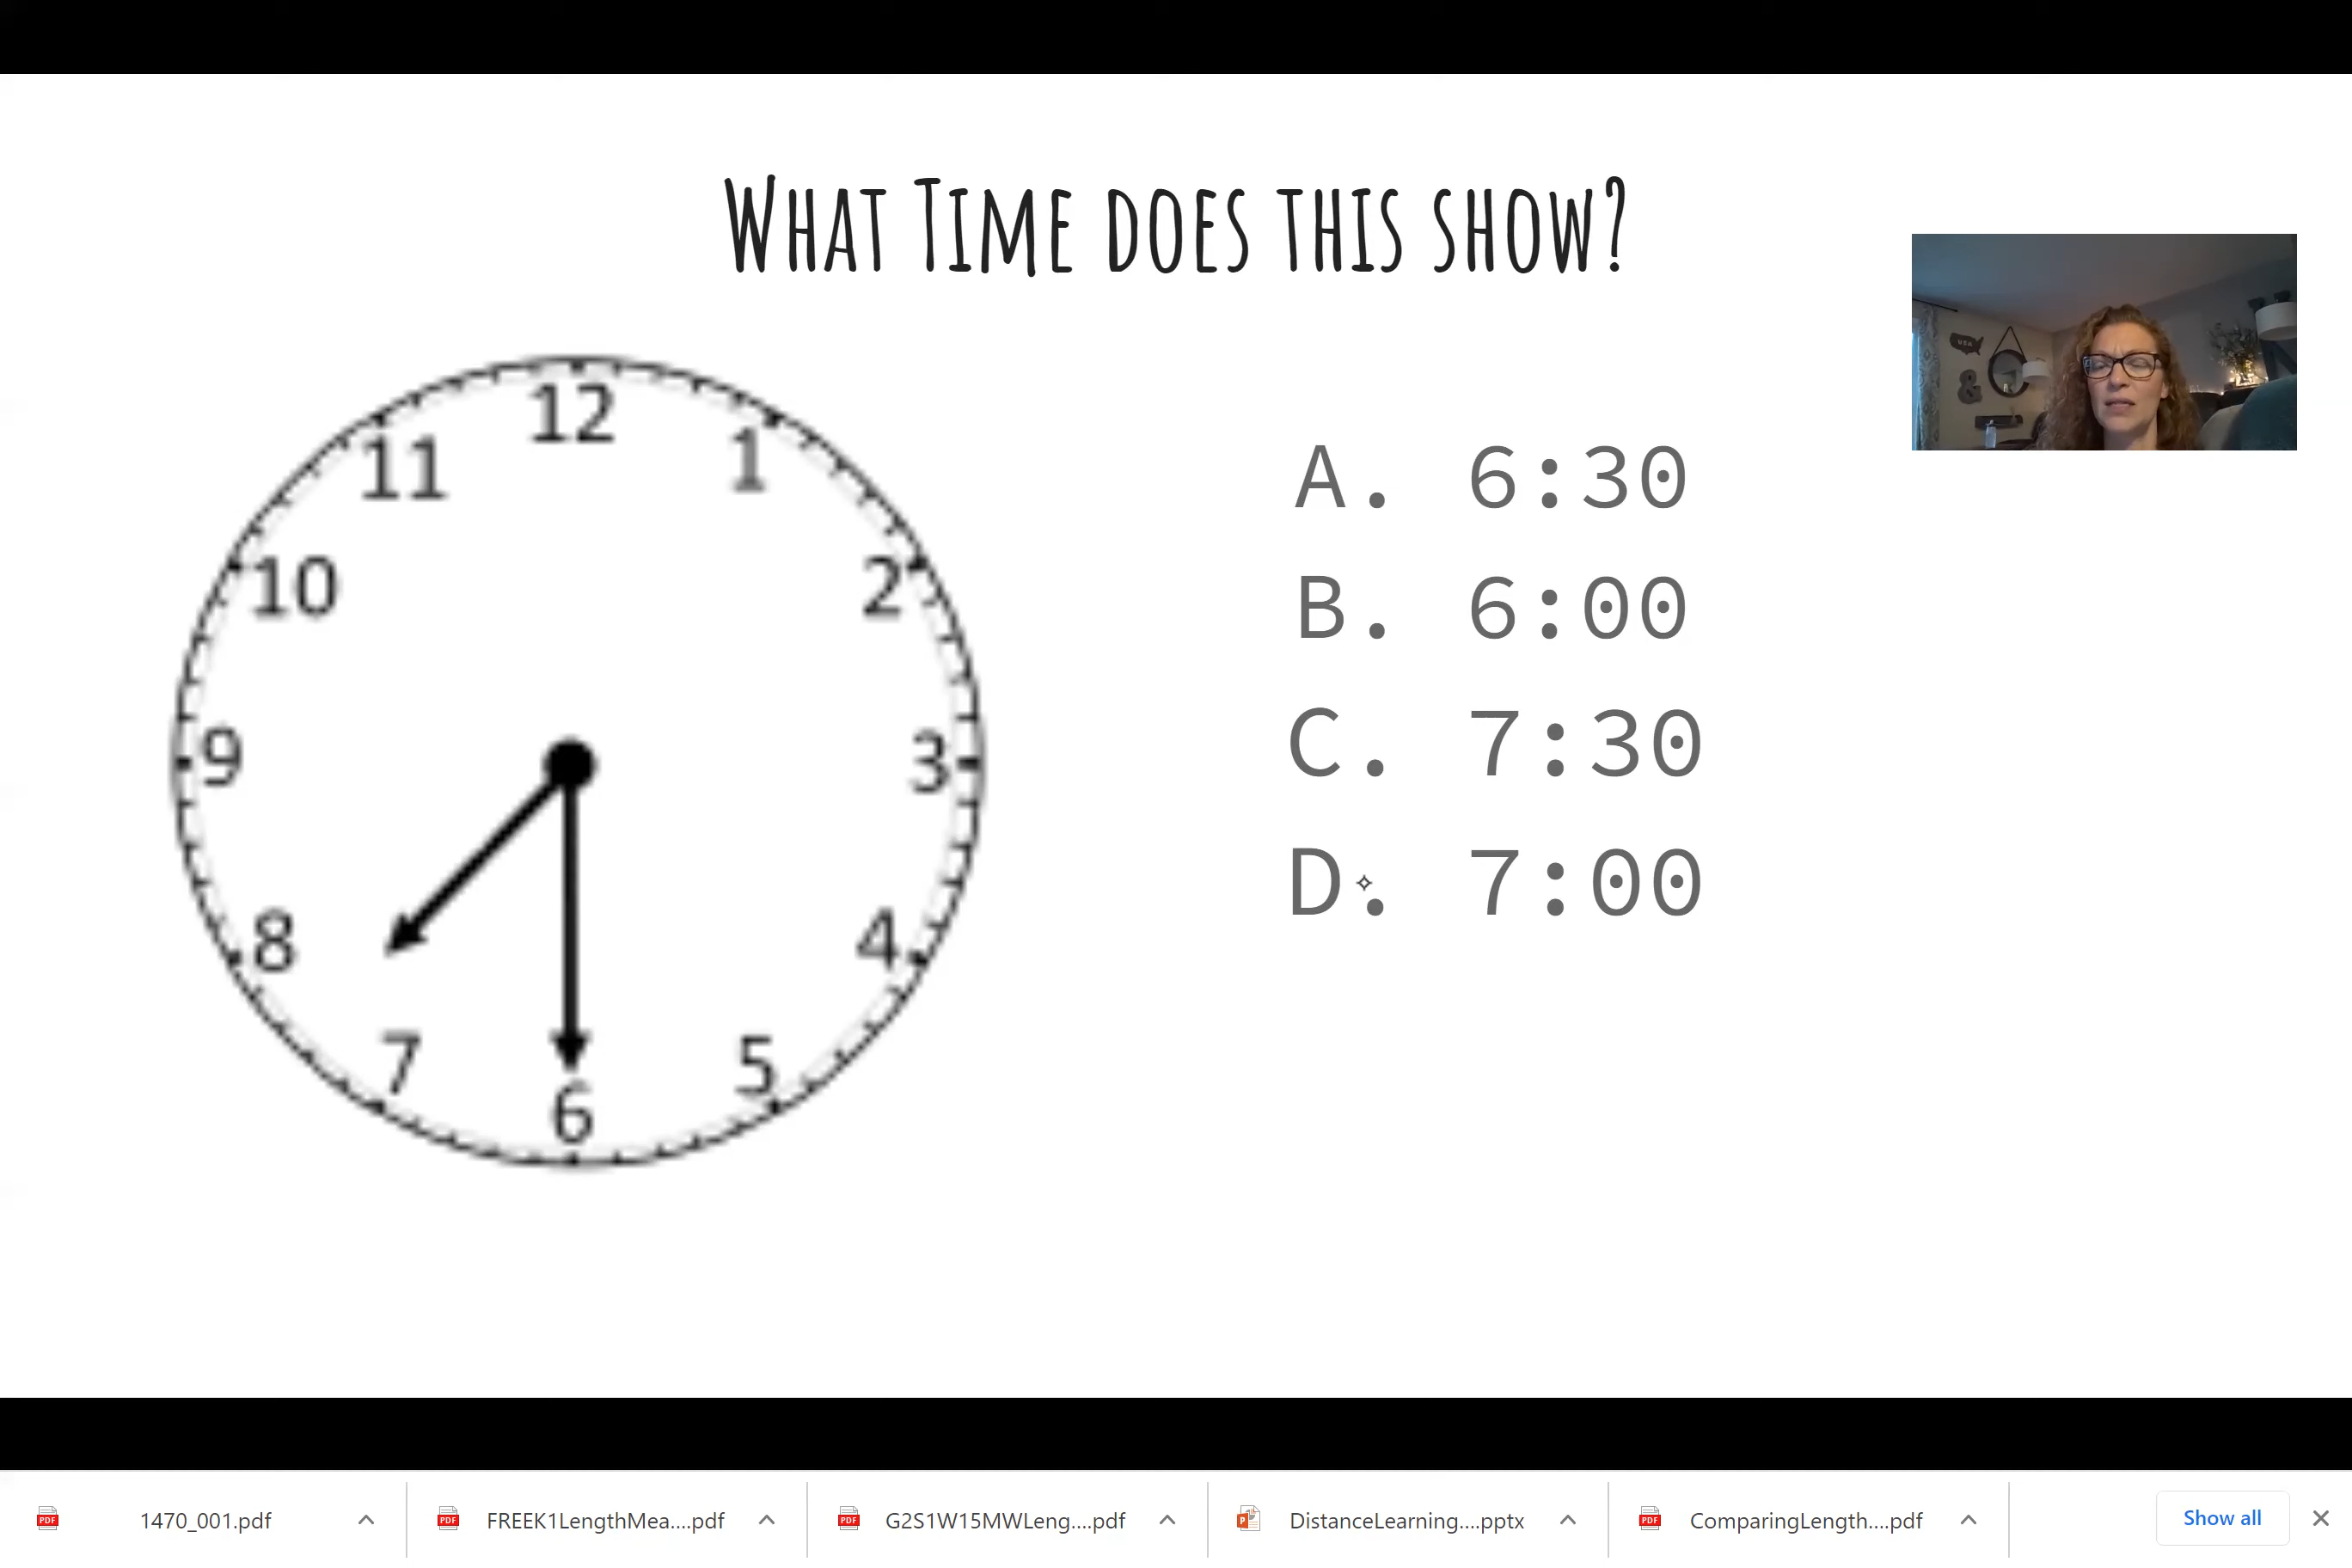 What Time does this show?
12
11
1
10
2
9
3
8
4
7
5
6
A. 6:30
B. 6:00
C. 7:30
D. 7:00
USA
&
1470_001.pdf
FREEK1LengthMea....pdf
G2S1W15MWLeng....pdf
DistanceLearning....pptx
ComparingLength....pdf
Show all